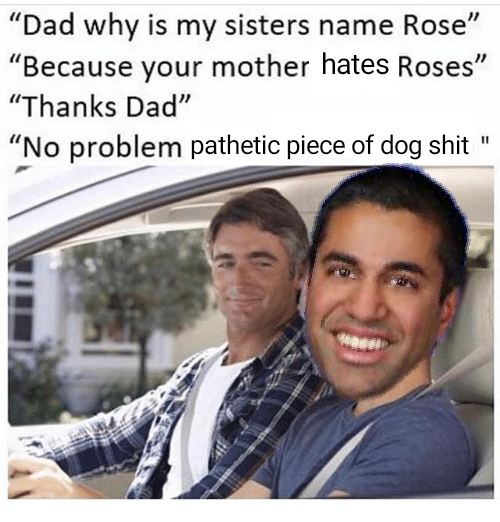 “Dad why is my sisters name Rose”
“Because your mother hates Roses”
“Thanks Dad”
“No problem pathetic piece of dog shit "